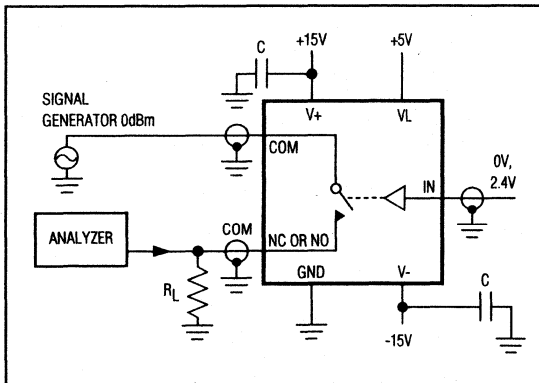 C
+15V
+5V
SIGNAL
GENERATOR 0dBm
V+
VL
COM
0V,
2.4V
IN
ANALYZER
COM
NC OR NO
RL
GND
V-
C
-15V